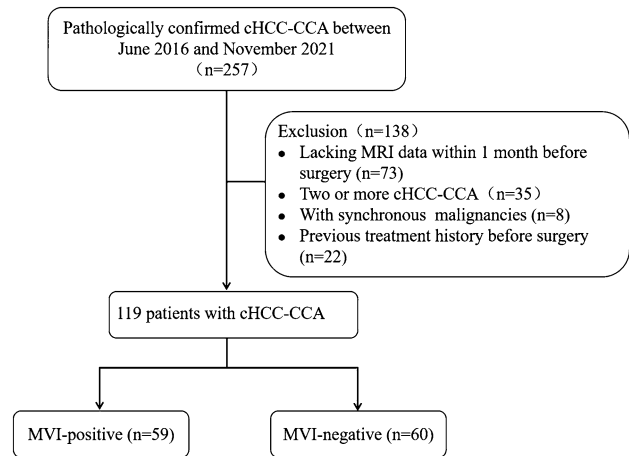 Pathologically confirmed cHCC-CCA between
June 2016 and November 2021
（n=257）
Exclusion（n=138）
● Lacking MRI data within 1 month before
surgery (n=73)
● Two or more cHCC-CCA（n=35）
● With synchronous malignancies (n=8)
● Previous treatment history before surgery
(n=22)
119 patients with cHCC-CCA
MVI-positive (n=59)
MVI-negative (n=60)